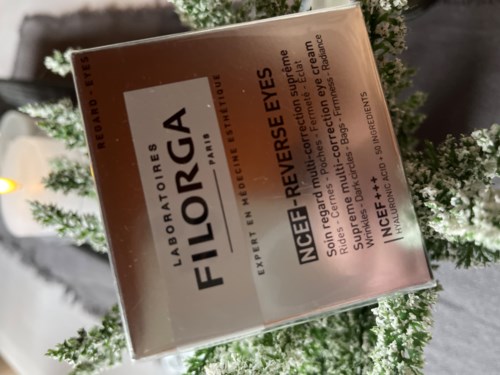 REGARD - EYES
LABORATOIRES
FILORGA
PARIS
EXPERT EN MÉDECINE ESTHÉTIQUE
NCEF-REVERSE EYES
Soin regard multi-correction suprême
Rides - Cernes - Poches - Fermeté - Éclat
Supreme multi-correction eye cream
Wrinkles - Dark circles - Bags - Firmness - Radiance
NCEF+++
HYALURONIC ACID + 50 INGREDIENTS